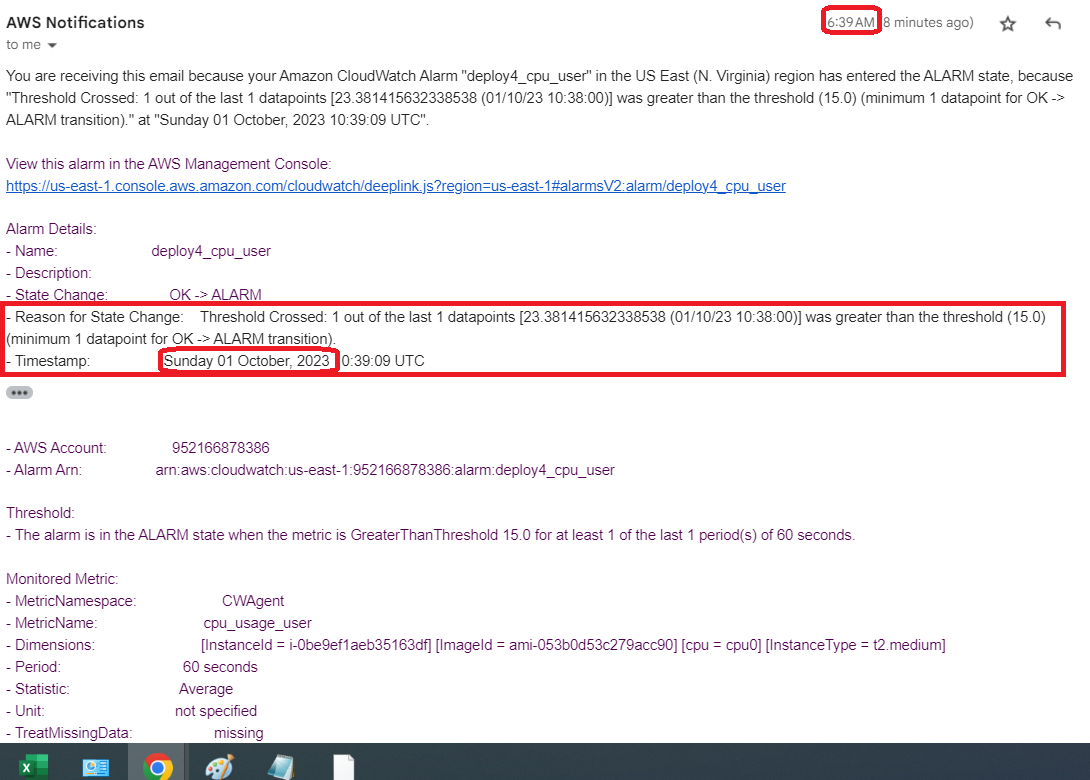 AWS Notifications
6:39 AM (8 minutes ago)
to me
You are receiving this email because your Amazon CloudWatch Alarm "deploy4_cpu_user" in the US East (N. Virginia) region has entered the ALARM state, because
"Threshold Crossed: 1 out of the last 1 datapoints [23.381415632338538 (01/10/23 10:38:00)] was greater than the threshold (15.0) (minimum 1 datapoint for OK ->
ALARM transition)." at "Sunday 01 October, 2023 10:39:09 UTC".
View this alarm in the AWS Management Console:
https://us-east-1.console.aws.amazon.com/cloudwatch/deeplink.js?region=us-east-1#alarmsV2:alarm/deploy4_cpu_user
Alarm Details:
- Name: deploy4_cpu_user
- Description:
- State Change: OK -> ALARM
- Reason for State Change: Threshold Crossed: 1 out of the last 1 datapoints [23.381415632338538 (01/10/23 10:38:00)] was greater than the threshold (15.0)
(minimum 1 datapoint for OK -> ALARM transition).
- Timestamp: Sunday 01 October, 2023 0:39:09 UTC
- AWS Account: 952166878386
- Alarm Arn: arn:aws:cloudwatch:us-east-1:952166878386:alarm:deploy4_cpu_user
Threshold:
- The alarm is in the ALARM state when the metric is GreaterThanThreshold 15.0 for at least 1 of the last 1 period(s) of 60 seconds.
Monitored Metric:
- MetricNamespace: CWAgent
- MetricName: cpu_usage_user
- Dimensions: [InstanceId = i-0be9ef1aeb35163df] [ImageId = ami-053b0d53c279acc90] [cpu = cpu0] [InstanceType = t2.medium]
- Period: 60 seconds
- Statistic: Average
- Unit: not specified
- TreatMissingData: missing